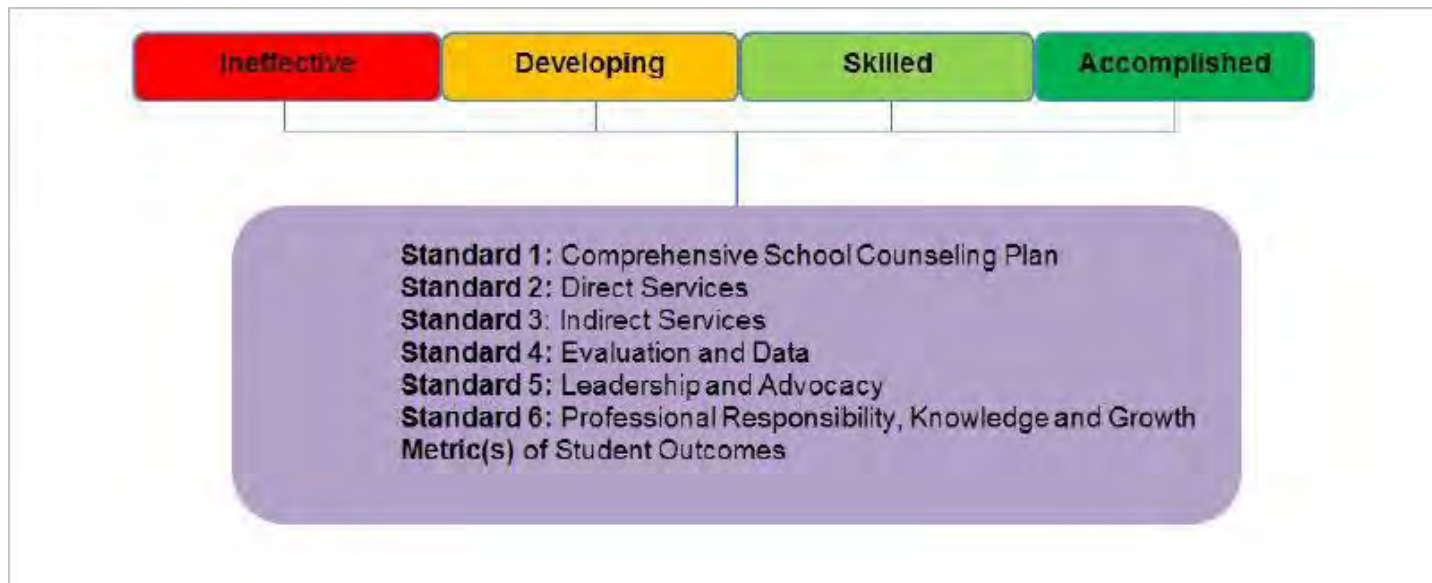 Ineffective Developing Skilled Accomplished
Standard 1: Comprehensive School Counseling Plan
Standard 2: Direct Services
Standard 3: Indirect Services
Standard 4: Evaluation and Data
Standard 5: Leadership and Advocacy
Standard 6: Professional Responsibility, Knowledge and Growth
Metric(s) of Student Outcomes